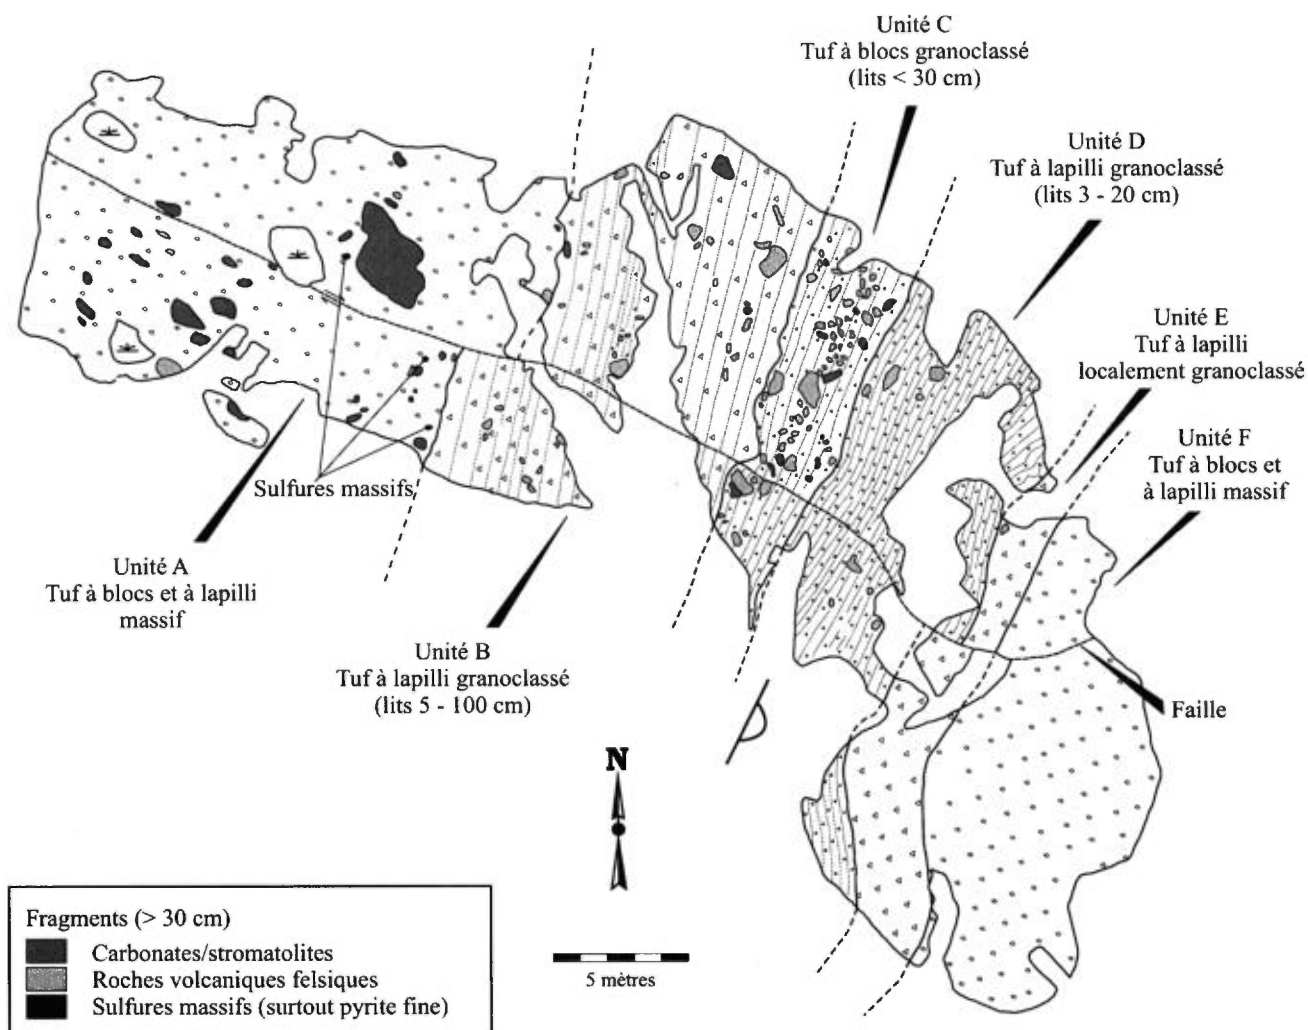 Unité C
Tuf à blocs granoclassé
(lits < 30 cm)
Unité D
Tuf à lapilli granoclassé
(lits 3 - 20 cm)
Unité E
Tuf à lapilli
localement granoclassé
Unité F
Tuf à blocs et
à lapilli massif
Sulfures massifs
Unité A
Tuf à blocs et à lapilli
massif
Unité B
Tuf à lapilli granoclassé
(lits 5 - 100 cm)
Faille
N
5 mètres
Fragments (> 30 cm)
Carbonates/stromatolites
Roches volcaniques felsiques
Sulfures massifs (surtout pyrite fine)